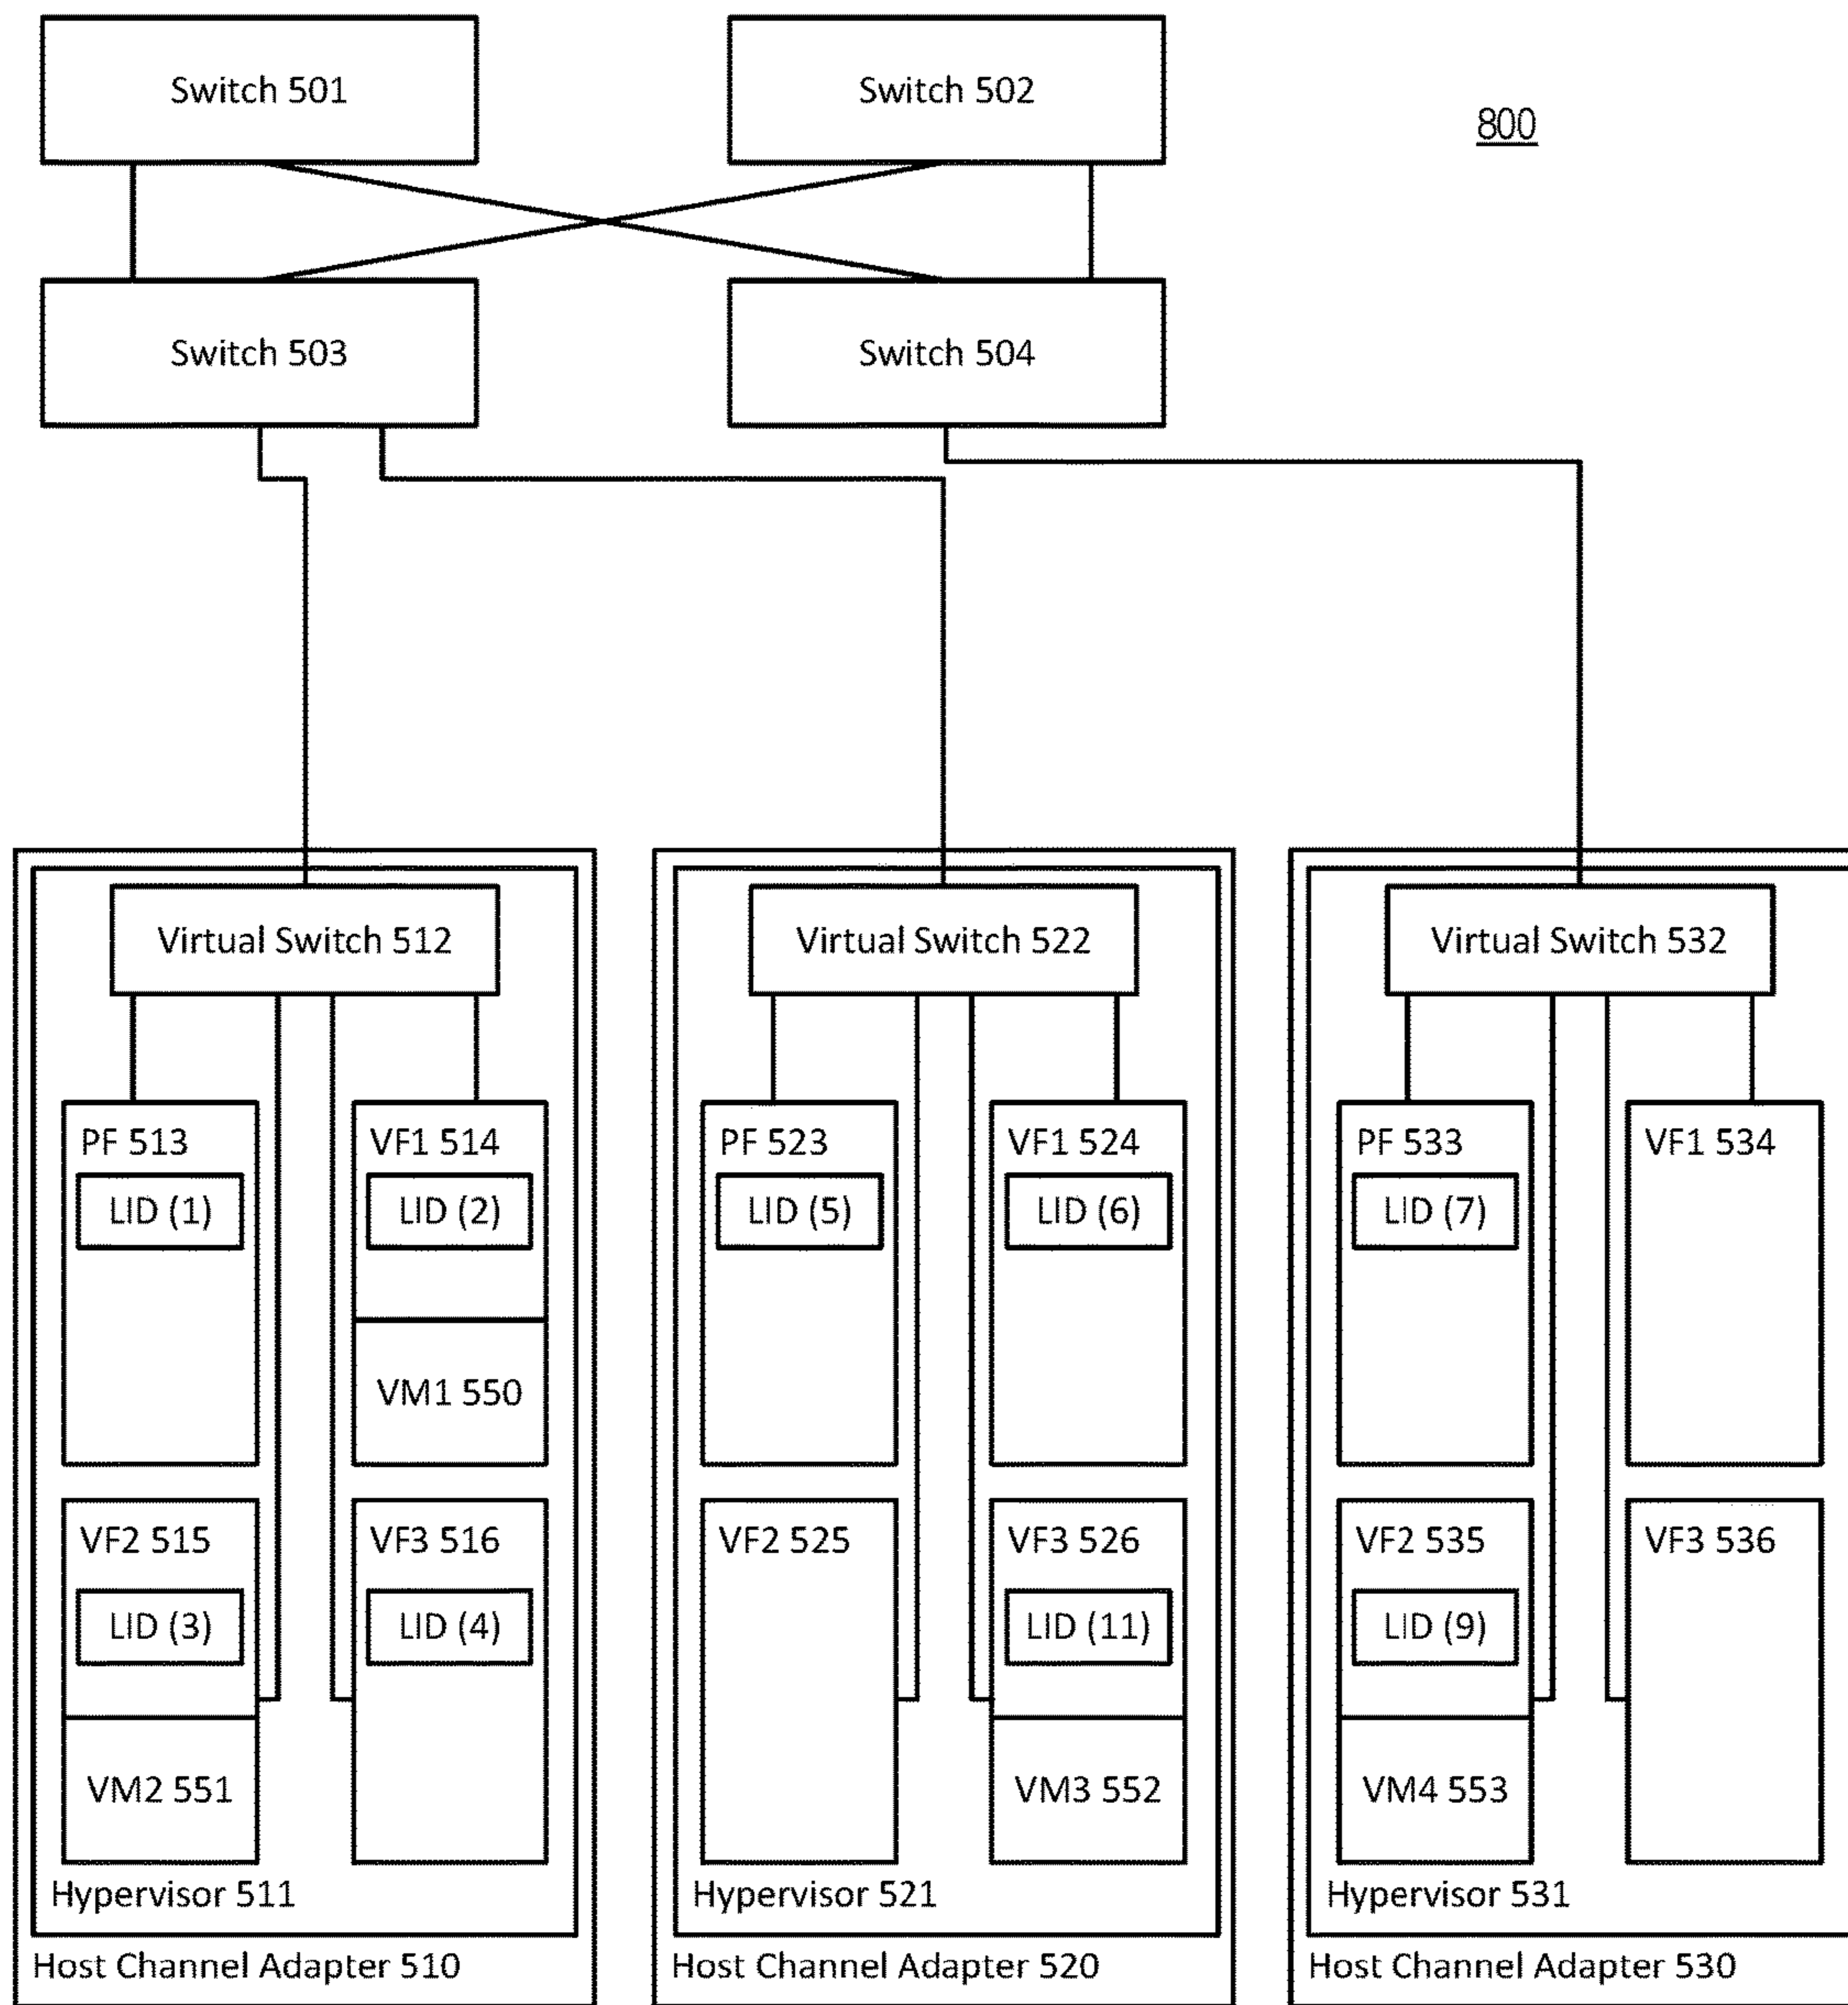 Switch 501
Switch 502
800
Switch 503
Switch 504
Virtual Switch 512
PF 513
LID (1)
VF1 514
LID (2)
VM1 550
VF2 515
LID (3)
VM2 551
VF3 516
LID (4)
Hypervisor 511
Host Channel Adapter 510
Virtual Switch 522
PF 523
LID (5)
VF1 524
LID (6)
VF2 525
VF3 526
LID (11)
VM3 552
Hypervisor 521
Host Channel Adapter 520
Virtual Switch 532
PF 533
LID (7)
VF1 534
VF2 535
LID (9)
VM4 553
VF3 536
Hypervisor 531
Host Channel Adapter 530